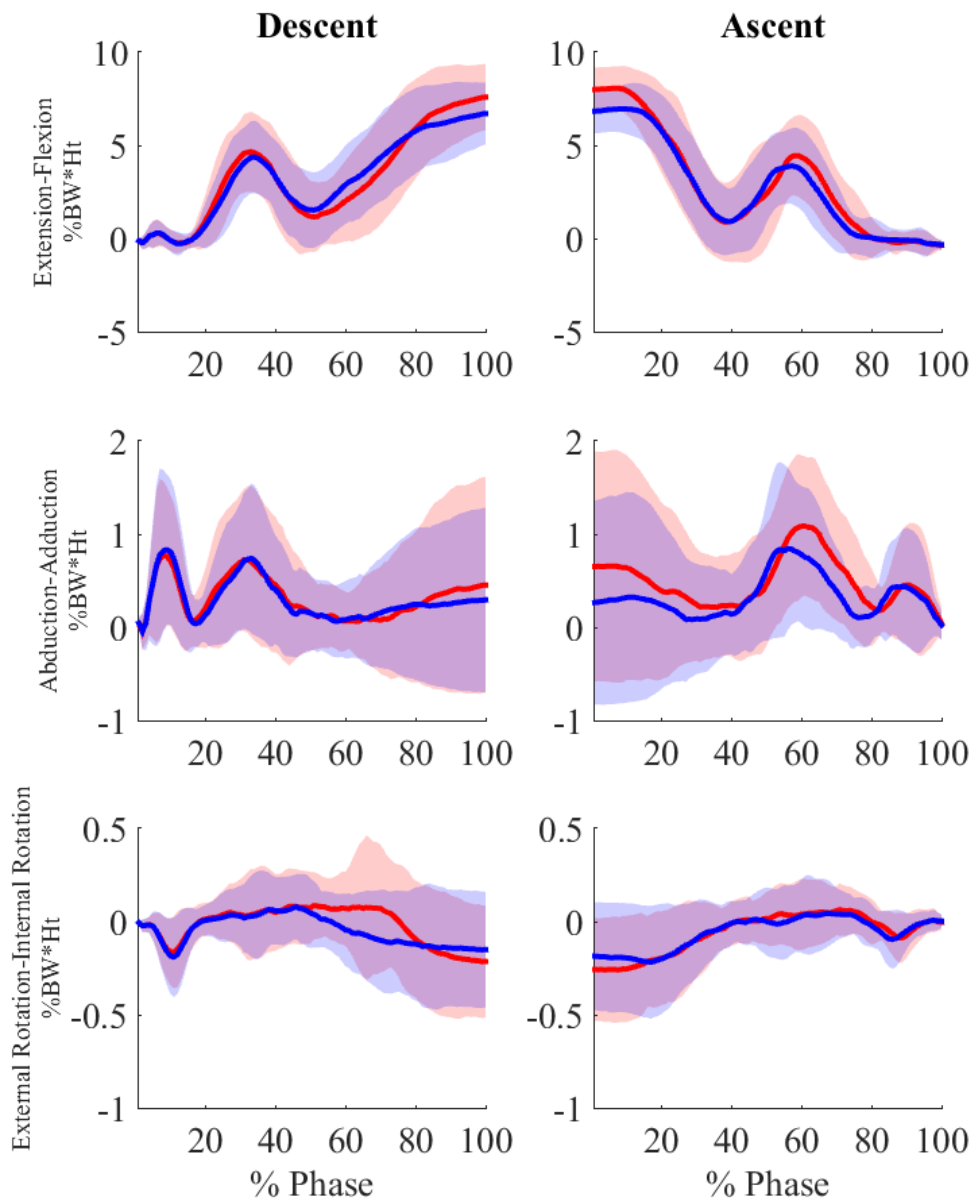 Descent
Ascent
Extension-Flexion
%BW*Ht
10
5
0
-5
20 40 60 80 100
10
5
0
-5
20 40 60 80 100
Abduction-Adduction
%BW*Ht
2
1
0
-1
20 40 60 80 100
2
1
0
-1
20 40 60 80 100
External Rotation-Internal Rotation
%BW*Ht
0.5
0
-0.5
-1
20 40 60 80 100
% Phase
0.5
0
-0.5
-1
20 40 60 80 100
% Phase